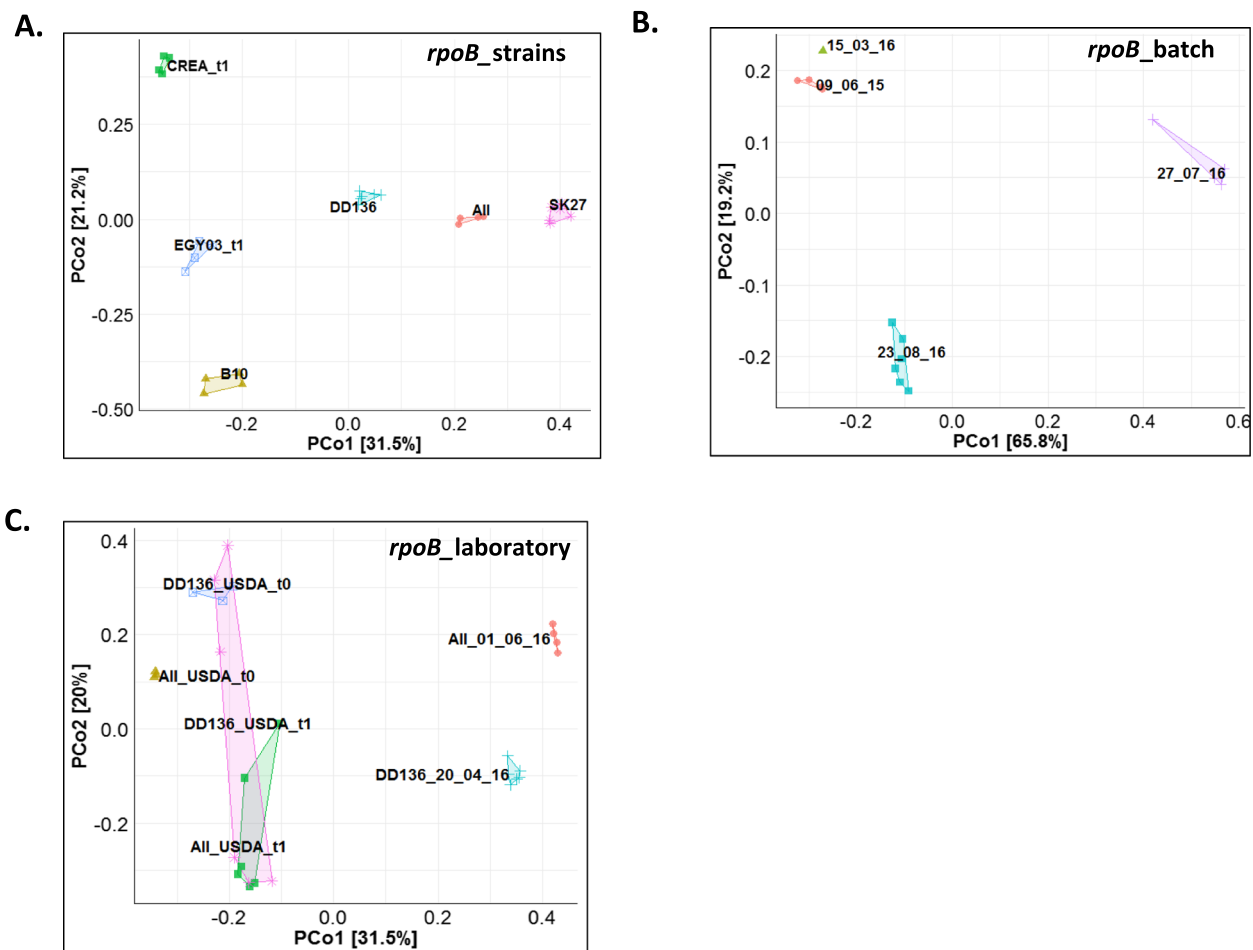 A.
rpoB_strains
CREA_t1
DD136
All
SK27
EGY03_t1
B10
0.25
0.00
-0.25
-0.50
PCo2 [21.2%]
-0.2
0.0
0.2
0.4
PCo1 [31.5%]
B.
rpoB_batch
15_03_16
09_06_15
27_07_16
23_08_16
0.2
0.1
0.0
-0.1
-0.2
PCo2 [19.2%]
-0.2
0.0
0.2
0.4
0.6
PCo1 [65.8%]
C.
rpoB_laboratory
DD136_USDA_t0
All_01_06_16
All_USDA_t0
DD136_USDA_t1
DD136_20_04_16
All_USDA_t1
0.4
0.2
0.0
-0.2
PCo2 [20%]
-0.2
0.0
0.2
0.4
PCo1 [31.5%]